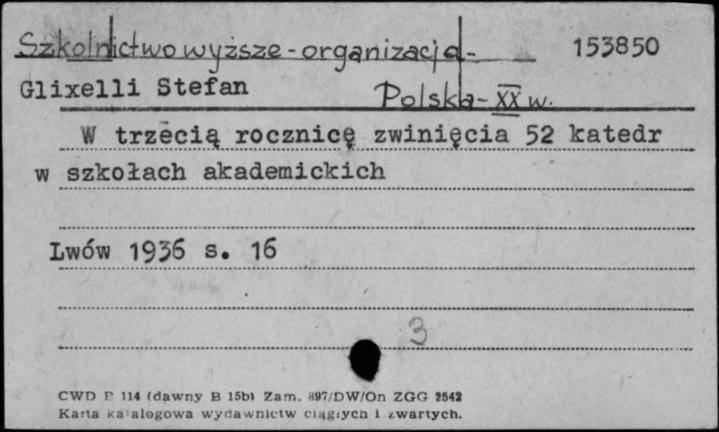 Szkolnictwo wyższe - organizacja - 153850
Glixelli Stefan
Polska - XX w.
W trzecią rocznicę zwinięcia 52 katedr
w szkołach akademickich
Lwów 1936 s. 16
3
CWD P 114 (dawny B 15b) Zam. 897/DW/On ZGG 2642
Karta katalogowa wydawnictw ciągłych i zwartych.